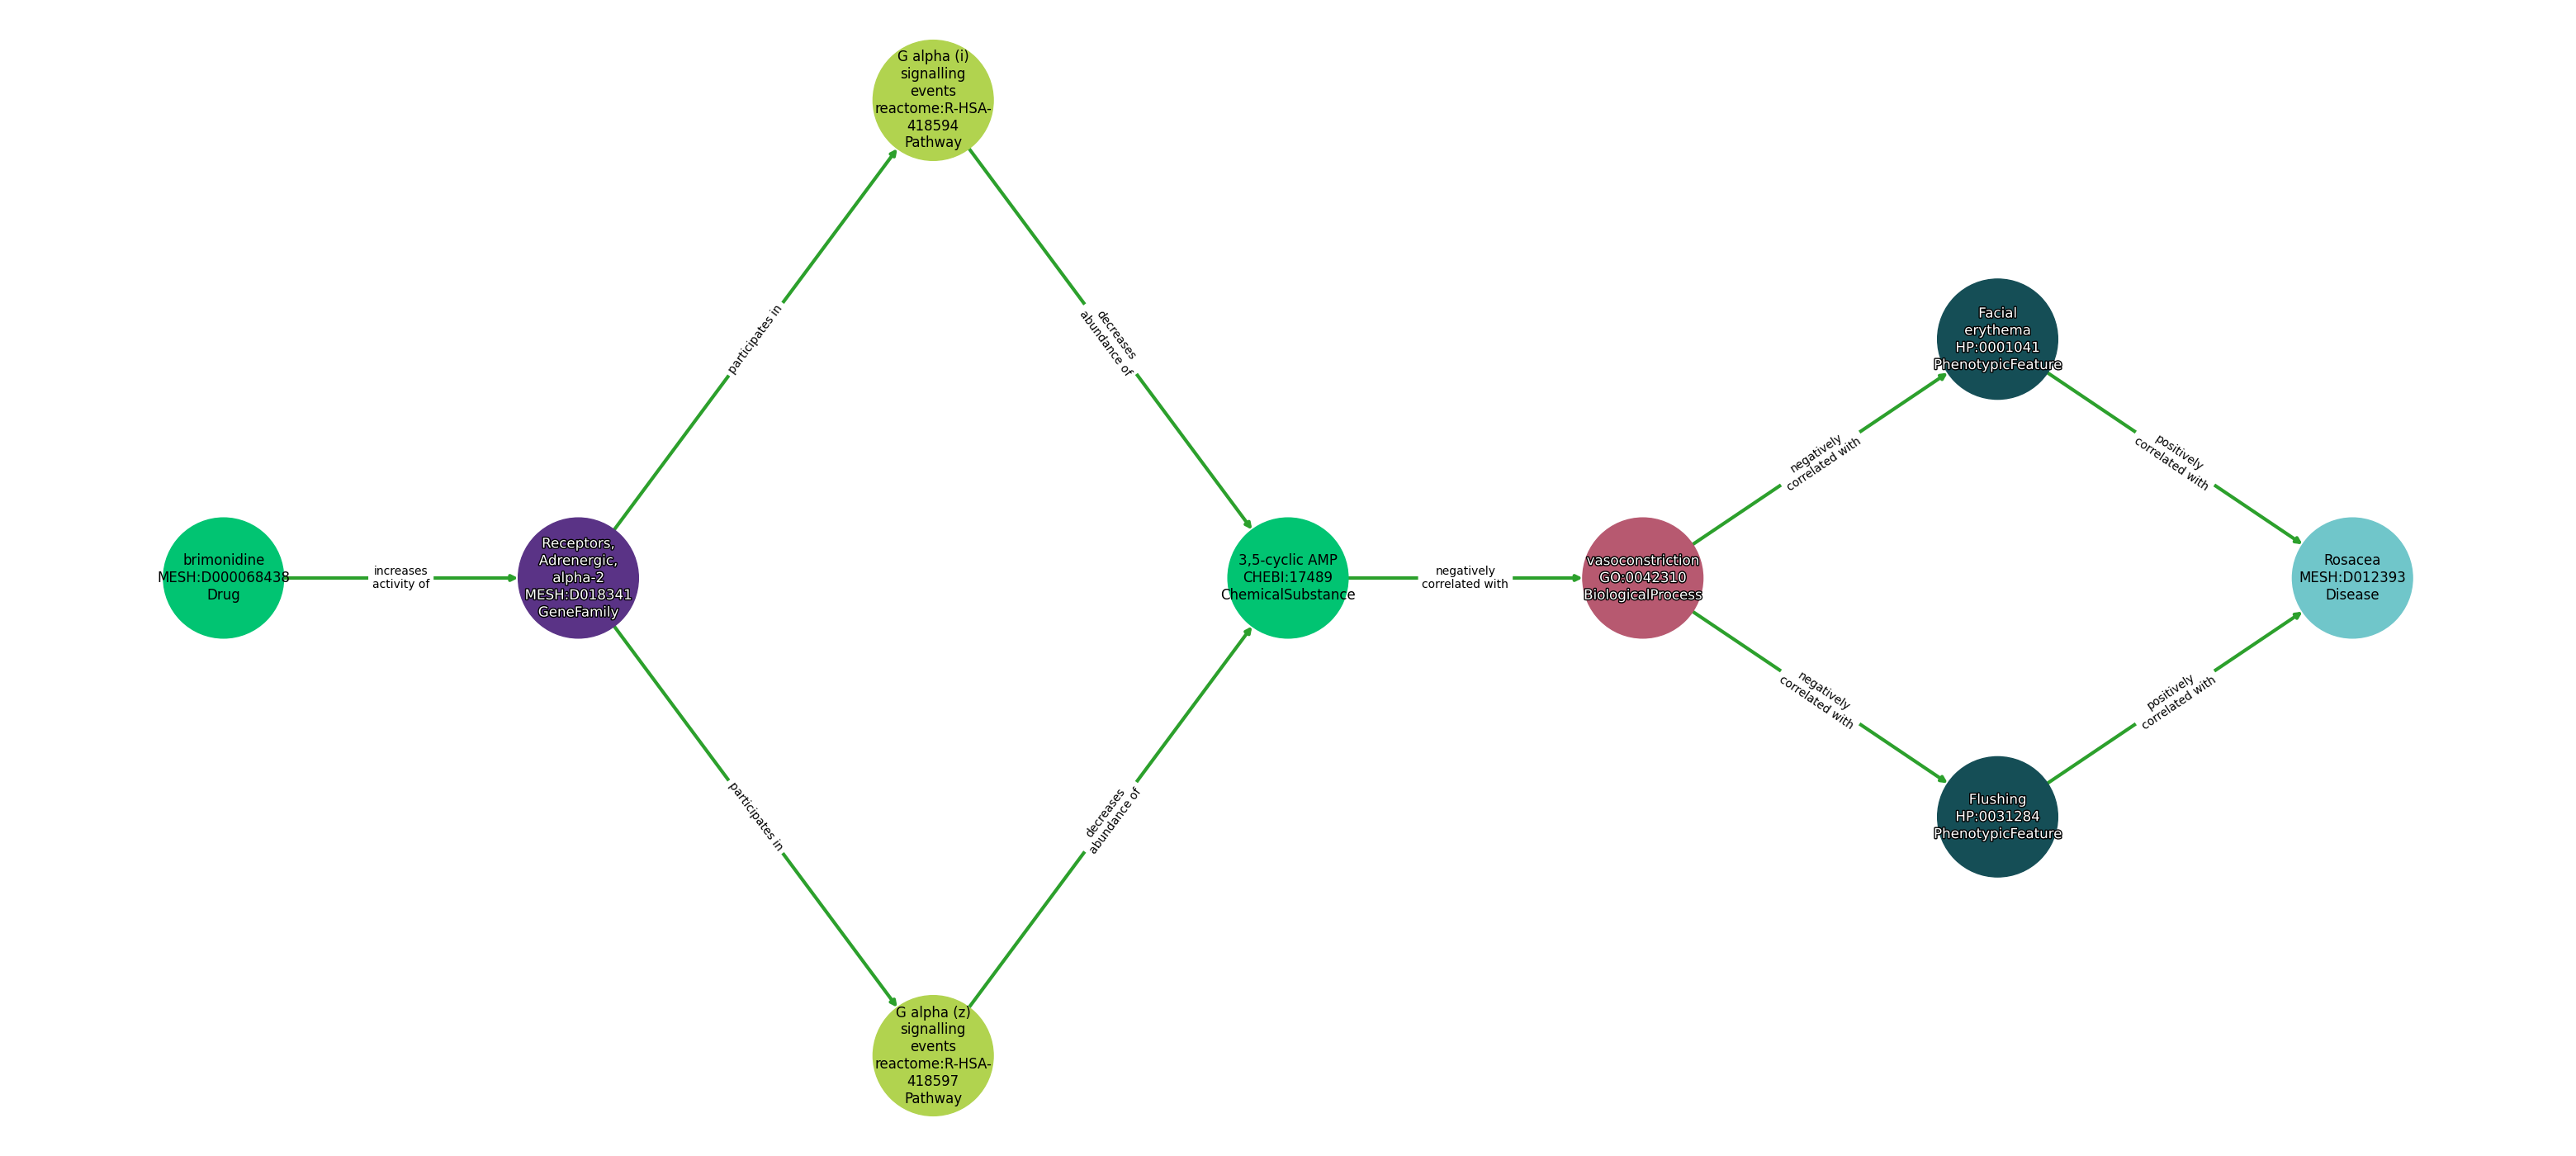 G alpha (i)
signalling
events
reactome:R-HSA-
418594
Pathway
participates in
decreases
abundance of
brimonidine
MESH:D000068438
Drug
increases
activity of
Receptors,
Adrenergic,
alpha-2
MESH:D018341
GeneFamily
participates in
G alpha (z)
signalling
events
reactome:R-HSA-
418597
Pathway
decreases
abundance of
3,5-cyclic AMP
CHEBI:17489
ChemicalSubstance
negatively
correlated with
vasoconstriction
GO:0042310
BiologicalProcess
negatively
correlated with
Facial
erythema
HP:0001041
PhenotypicFeature
positively
correlated with
negatively
correlated with
Flushing
HP:0031284
PhenotypicFeature
positively
correlated with
Rosacea
MESH:D012393
Disease